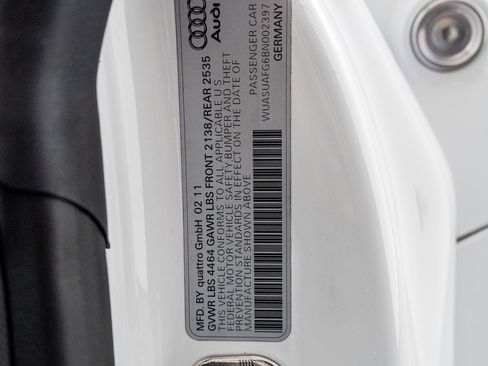 Audi
MFD. BY quattro GmbH 02 11
GVWR LBS 4464 GAWR LBS FRONT 2138/REAR 2535
THIS VEHICLE CONFORMS TO ALL APPLICABLE U S
FEDERAL MOTOR VEHICLE SAFETY,BUMPER AND THEFT
PREVENTION STANDARDS IN EFFECT ON THE DATE OF
MANUFACTURE SHOWN ABOVE
PASSENGER CAR
WUASUAFG6BN002397
GERMANY